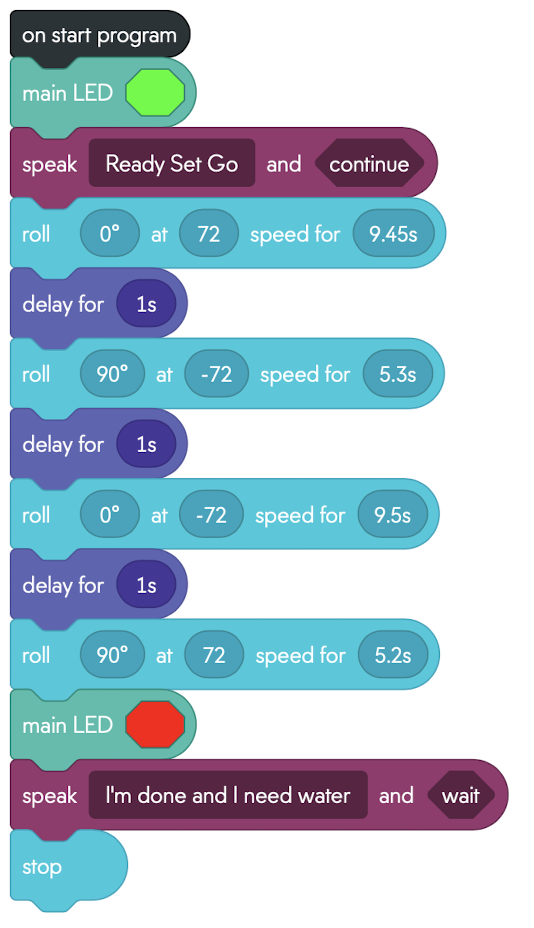 on start program
main LED
speak Ready Set Go and continue
roll 0° at 72 speed for 9.45s
delay for 1s
roll 90° at -72 speed for 5.3s
delay for 1s
roll 0° at -72 speed for 9.5s
delay for 1s
roll 90° at 72 speed for 5.2s
main LED
speak I'm done and I need water and wait
stop